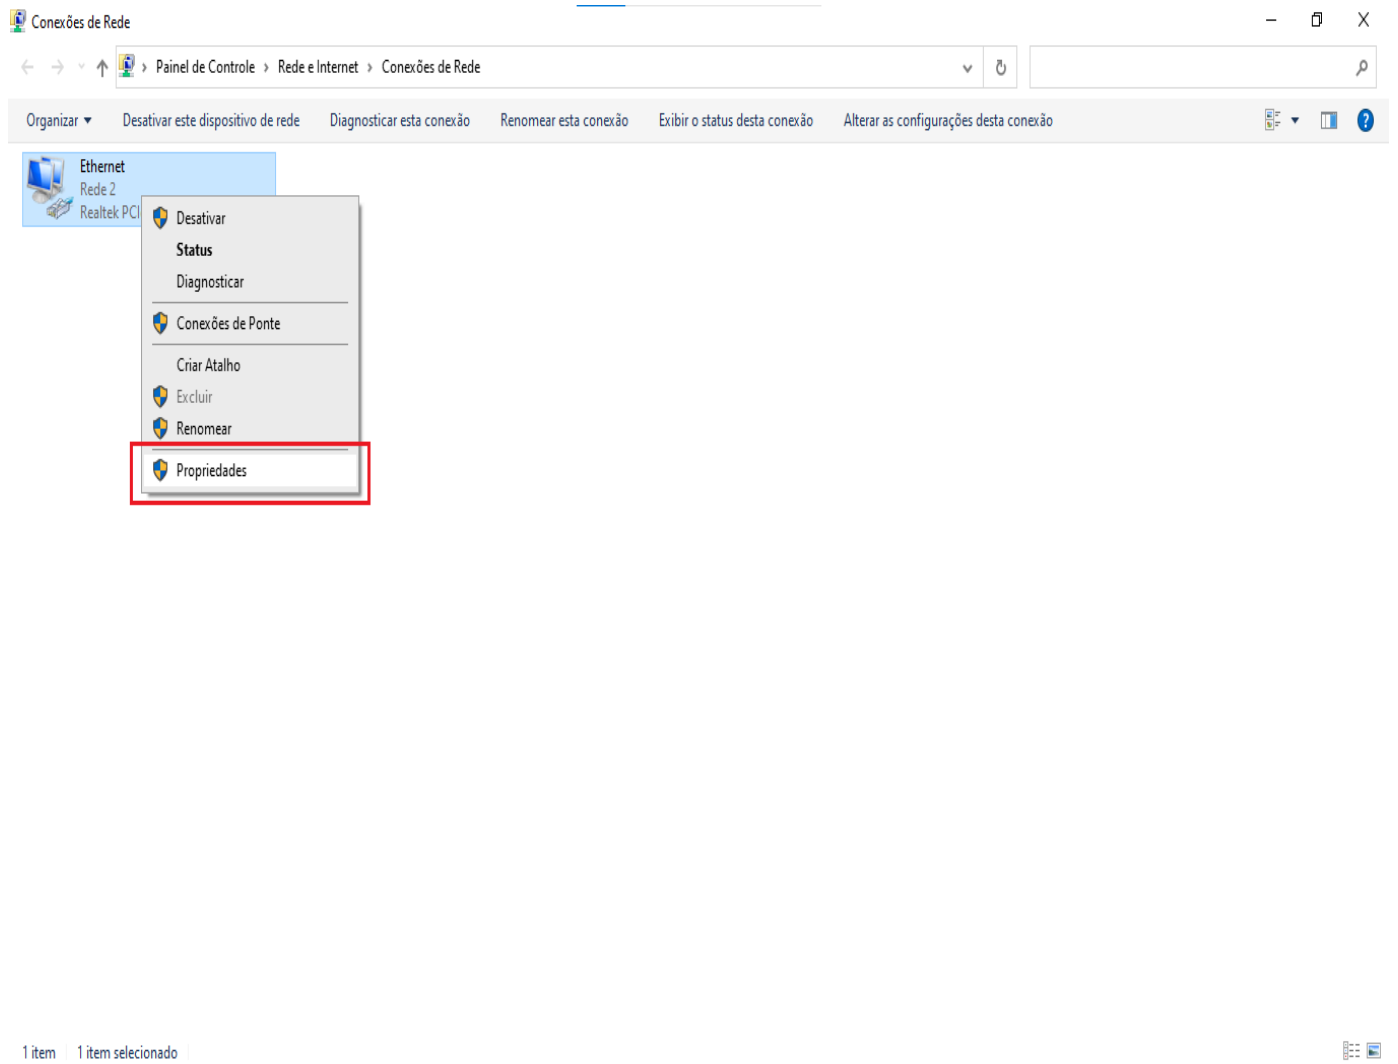 Conexões de Rede
Painel de Controle > Rede e Internet > Conexões de Rede
Organizar Desativar este dispositivo de rede Diagnosticar esta conexão Renomear esta conexão Exibir o status desta conexão Alterar as configurações desta conexão
Ethernet
Rede 2
Realtek PCI
Desativar
Status
Diagnosticar
Conexões de Ponte
Criar Atalho
Excluir
Renomear
Propriedades
1 item 1 item selecionado